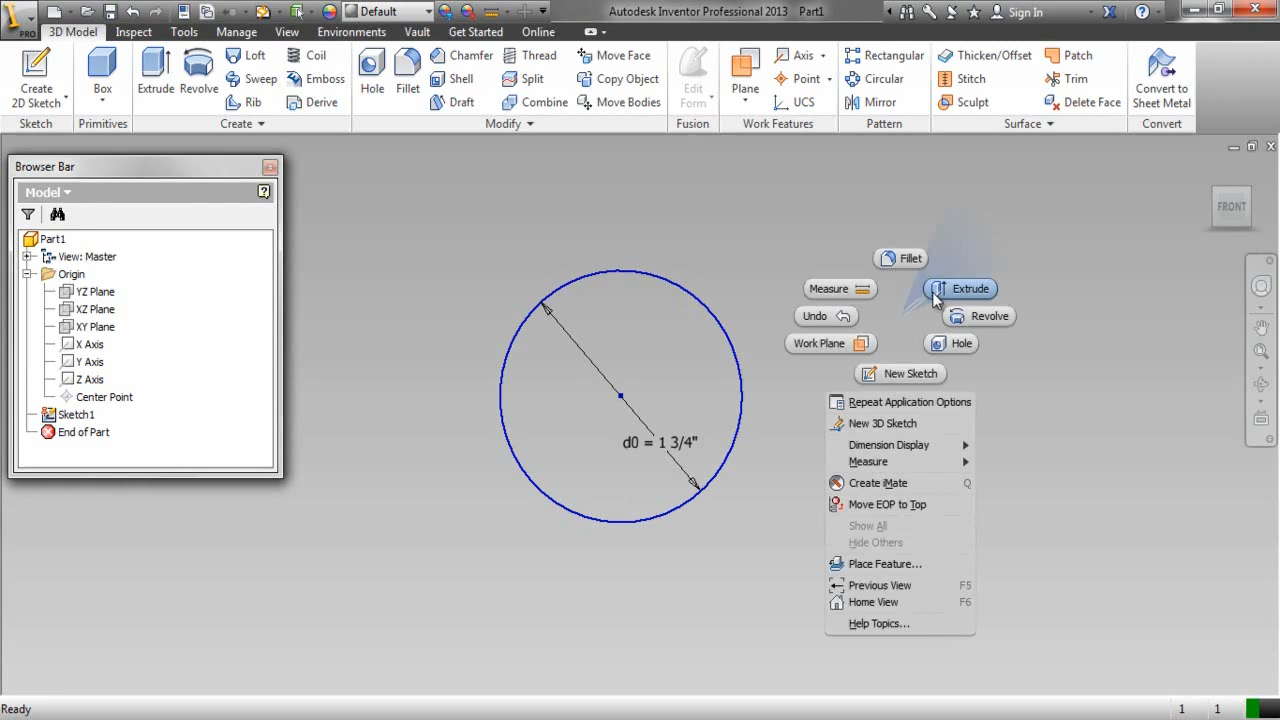 PRO
Default
Autodesk Inventor Professional 2013 Part1
Sign In
3D Model Inspect Tools Manage View Environments Vault Get Started Online
Create 2D Sketch
Box
Extrude
Revolve
Loft
Sweep
Rib
Coil
Emboss
Derive
Hole
Fillet
Chamfer
Shell
Draft
Thread
Split
Combine
Move Face
Copy Object
Move Bodies
Edit Form
Plane
Axis
Point
UCS
Rectangular
Circular
Mirror
Thicken/Offset
Stitch
Sculpt
Patch
Trim
Delete Face
Convert to Sheet Metal
Sketch Primitives Create Modify Fusion Work Features Pattern Surface Convert
Browser Bar
Model
Part1
View: Master
Origin
YZ Plane
XZ Plane
XY Plane
X Axis
Y Axis
Z Axis
Center Point
Sketch1
End of Part
FRONT
d0 = 1 3/4"
Fillet
Measure
Extrude
Undo
Revolve
Work Plane
Hole
New Sketch
Repeat Application Options
New 3D Sketch
Dimension Display
Measure
Create iMate Q
Move EOP to Top
Show All
Hide Others
Place Feature...
Previous View F5
Home View F6
Help Topics...
Ready 1 1